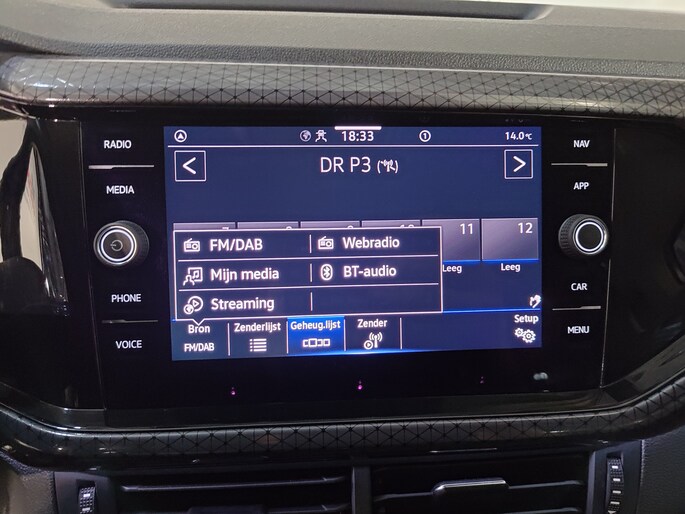 RADIO
MEDIA
PHONE
VOICE
18:33
1
14.0°C
DR P3
11
12
Leeg
Leeg
FM/DAB
Webradio
Mijn media
BT-audio
Streaming
Bron
FM/DAB
Zenderlijst
Geheug.lijst
Zender
Setup
NAV
APP
CAR
MENU